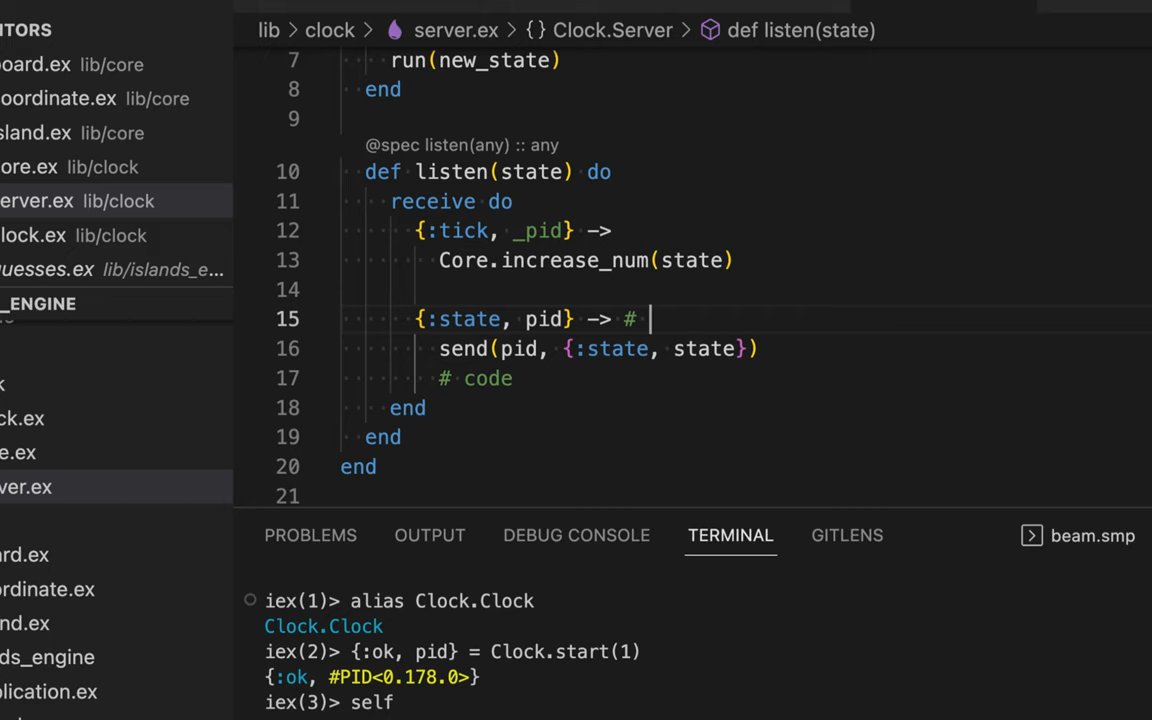 ITORS
oard.ex lib/core
oordinate.ex lib/core
sland.ex lib/core
ore.ex lib/clock
erver.ex lib/clock
lock.ex lib/clock
uesses.ex lib/islands_e...
_ENGINE
k
ck.ex
e.ex
ver.ex
rd.ex
ordinate.ex
nd.ex
ds_engine
plication.ex
lib > clock > server.ex > {} Clock.Server > def listen(state)
7 run(new_state)
8 end
9
@spec listen(any) :: any
10 def listen(state) do
11 receive do
12 {:tick, _pid} ->
13 Core.increase_num(state)
14
15 {:state, pid} -> #
16 send(pid, {:state, state})
17 # code
18 end
19 end
20 end
21
PROBLEMS OUTPUT DEBUG CONSOLE TERMINAL GITLENS beam.smp
iex(1)> alias Clock.Clock
Clock.Clock
iex(2)> {:ok, pid} = Clock.start(1)
{:ok, #PID<0.178.0>}
iex(3)> self